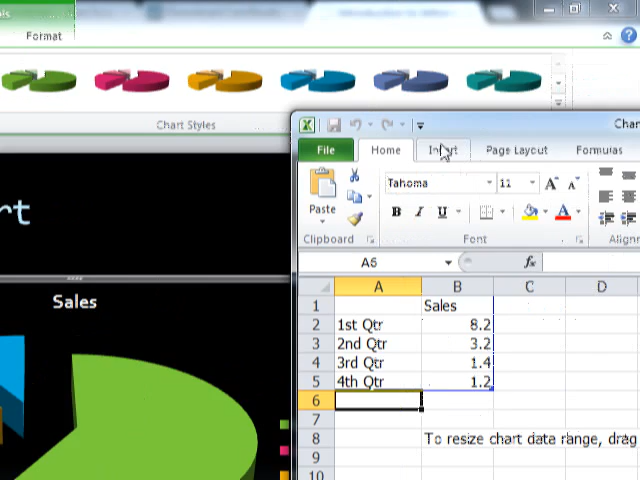 Format
Chart Styles
rt
Sales
Char
File Home Insert Page Layout Formulas
Paste
Tahoma 11
B I U A
Clipboard Font Alignm
A6 fx
A B C D
1 Sales
2 1st Qtr 8.2
3 2nd Qtr 3.2
4 3rd Qtr 1.4
5 4th Qtr 1.2
6
7
8 To resize chart data range, drag
9
10